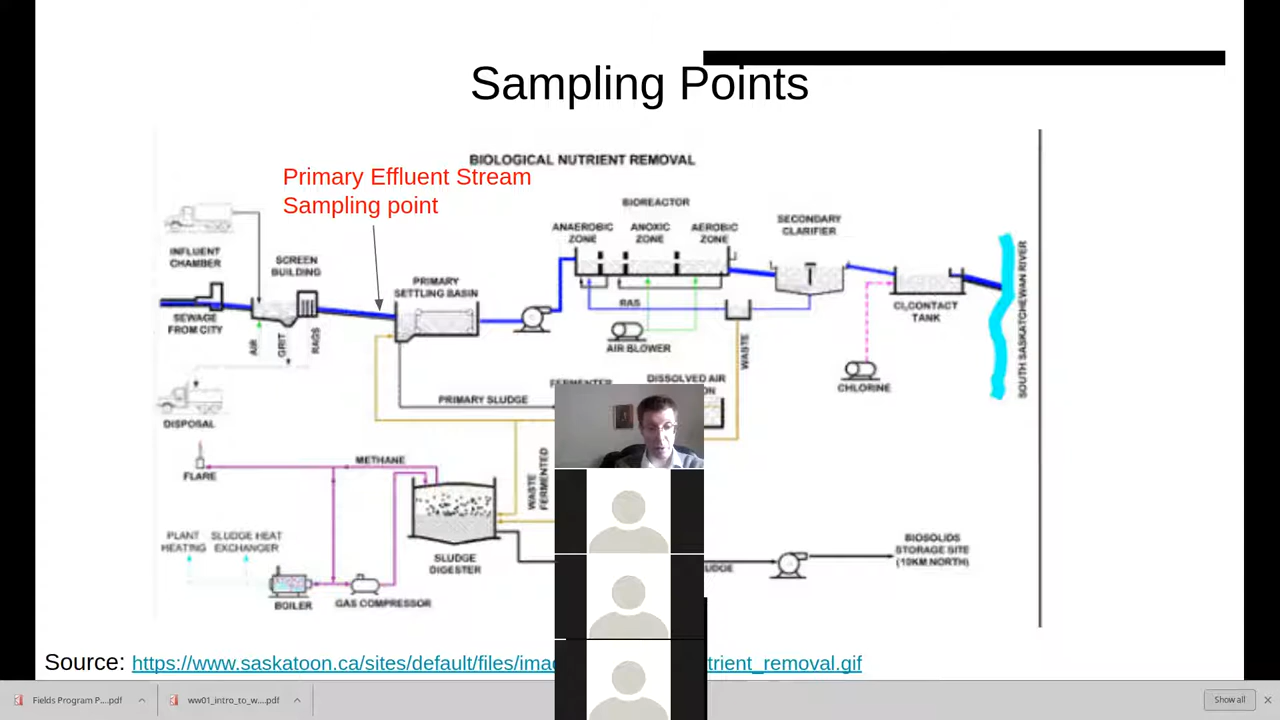 Sampling Points
BIOLOGICAL NUTRIENT REMOVAL
Primary Effluent Stream
Sampling point
BIOREACTOR
ANAEROBIC
ZONE
ANOXIC
ZONE
AEROBIC
ZONE
SECONDARY
CLARIFIER
INFLUENT
CHAMBER
SCREEN
BUILDING
PRIMARY
SETTLING BASIN
SEWAGE
FROM CITY
AIR
GRIT
RAGS
RAS
AIR BLOWER
WASTE
CL CONTACT
TANK
CHLORINE
SOUTH SASKATCHEWAN RIVER
DISPOSAL
PRIMARY SLUDGE
FERMENTER
DISSOLVED AIR
METHANE
FLARE
WASTE
FERMENTED
PLANT
HEATING
SLUDGE HEAT
EXCHANGER
SLUDGE
DIGESTER
BOILER
GAS COMPRESSOR
BIOSOLIDS
STORAGE SITE
(10KM NORTH)
Source: https://www.saskatoon.ca/sites/default/files/ima trient_removal.gif
Fields Program P....pdf
ww01_intro_to_w....pdf
Show all